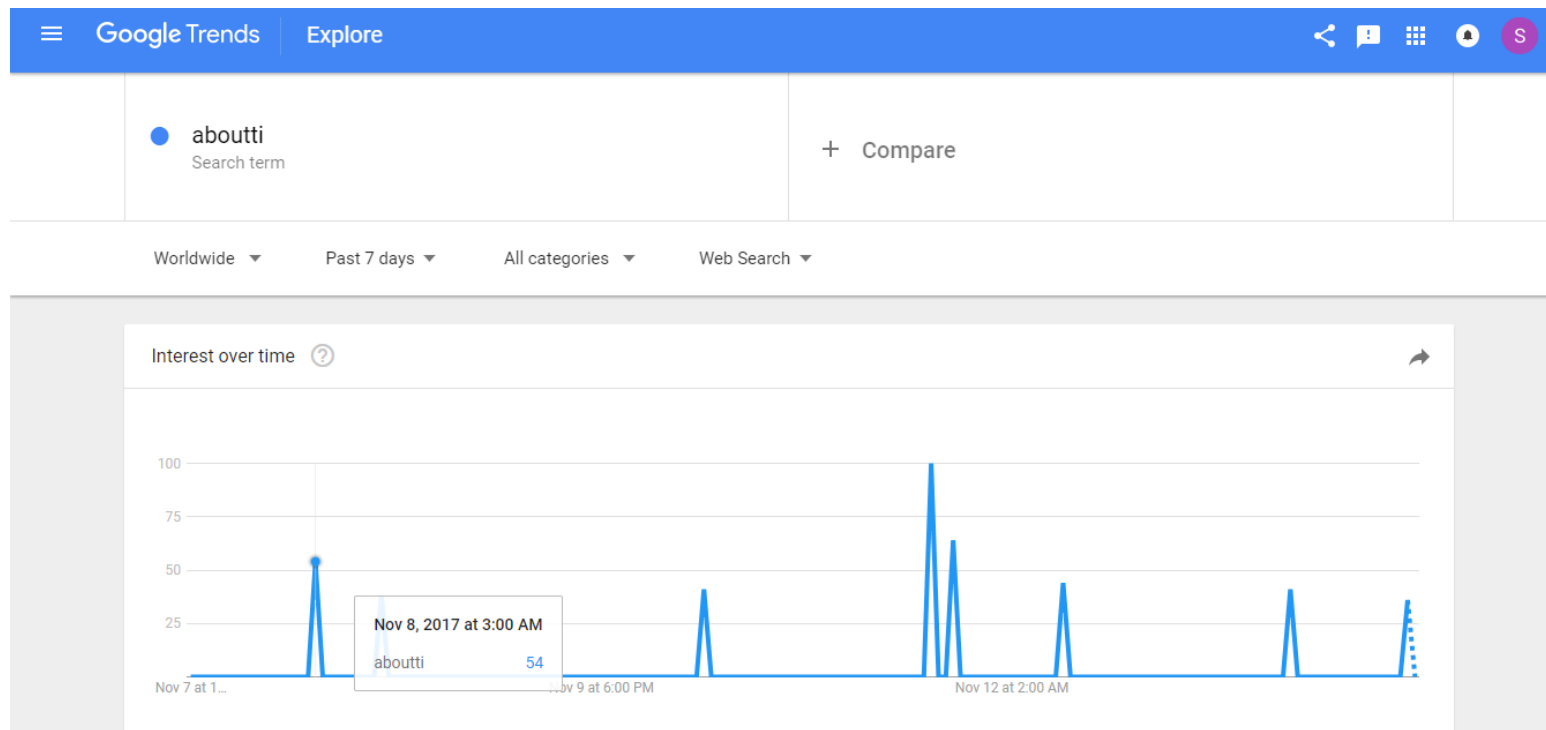 Google Trends Explore S
aboutti
Search term
+ Compare
Worldwide Past 7 days All categories Web Search
Interest over time ?
100
75
50
25
Nov 8, 2017 at 3:00 AM
aboutti 54
Nov 7 at 1... 9 at 6:00 PM Nov 12 at 2:00 AM